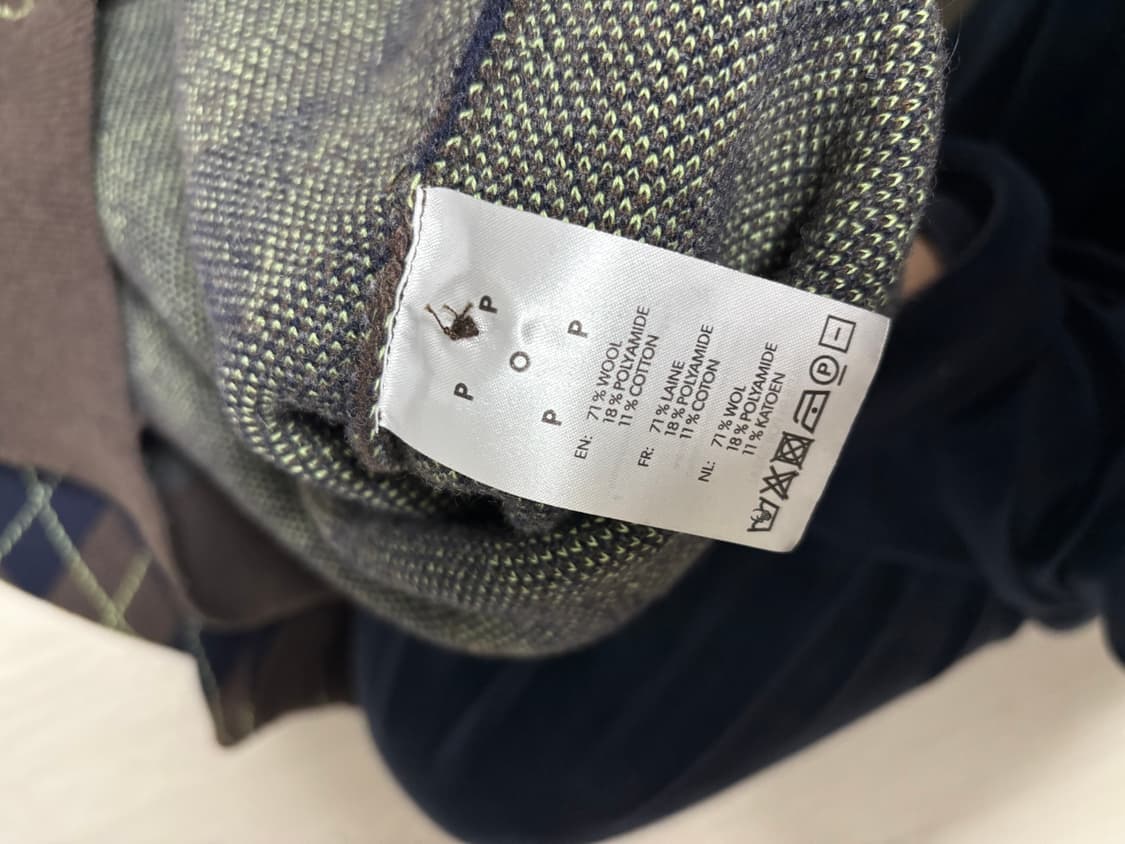 P P
O
P P
EN: 71% WOOL
18% POLYAMIDE
11% COTTON
FR: 71% LAINE
18% POLYAMIDE
11% COTON
NL: 71% WOL
18% POLYAMIDE
11% KATOEN
P